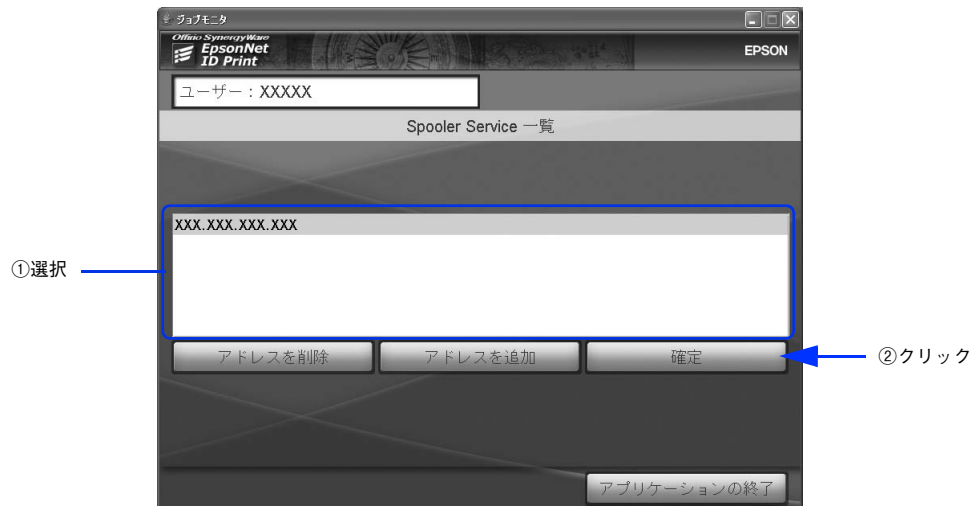 ジョブモニタ
Offirio SynergyWare
EpsonNet
ID Print
EPSON
ユーザー：XXXXX
Spooler Service 一覧
XXX.XXX.XXX.XXX
①選択
アドレスを削除
アドレスを追加
確定
②クリック
アプリケーションの終了